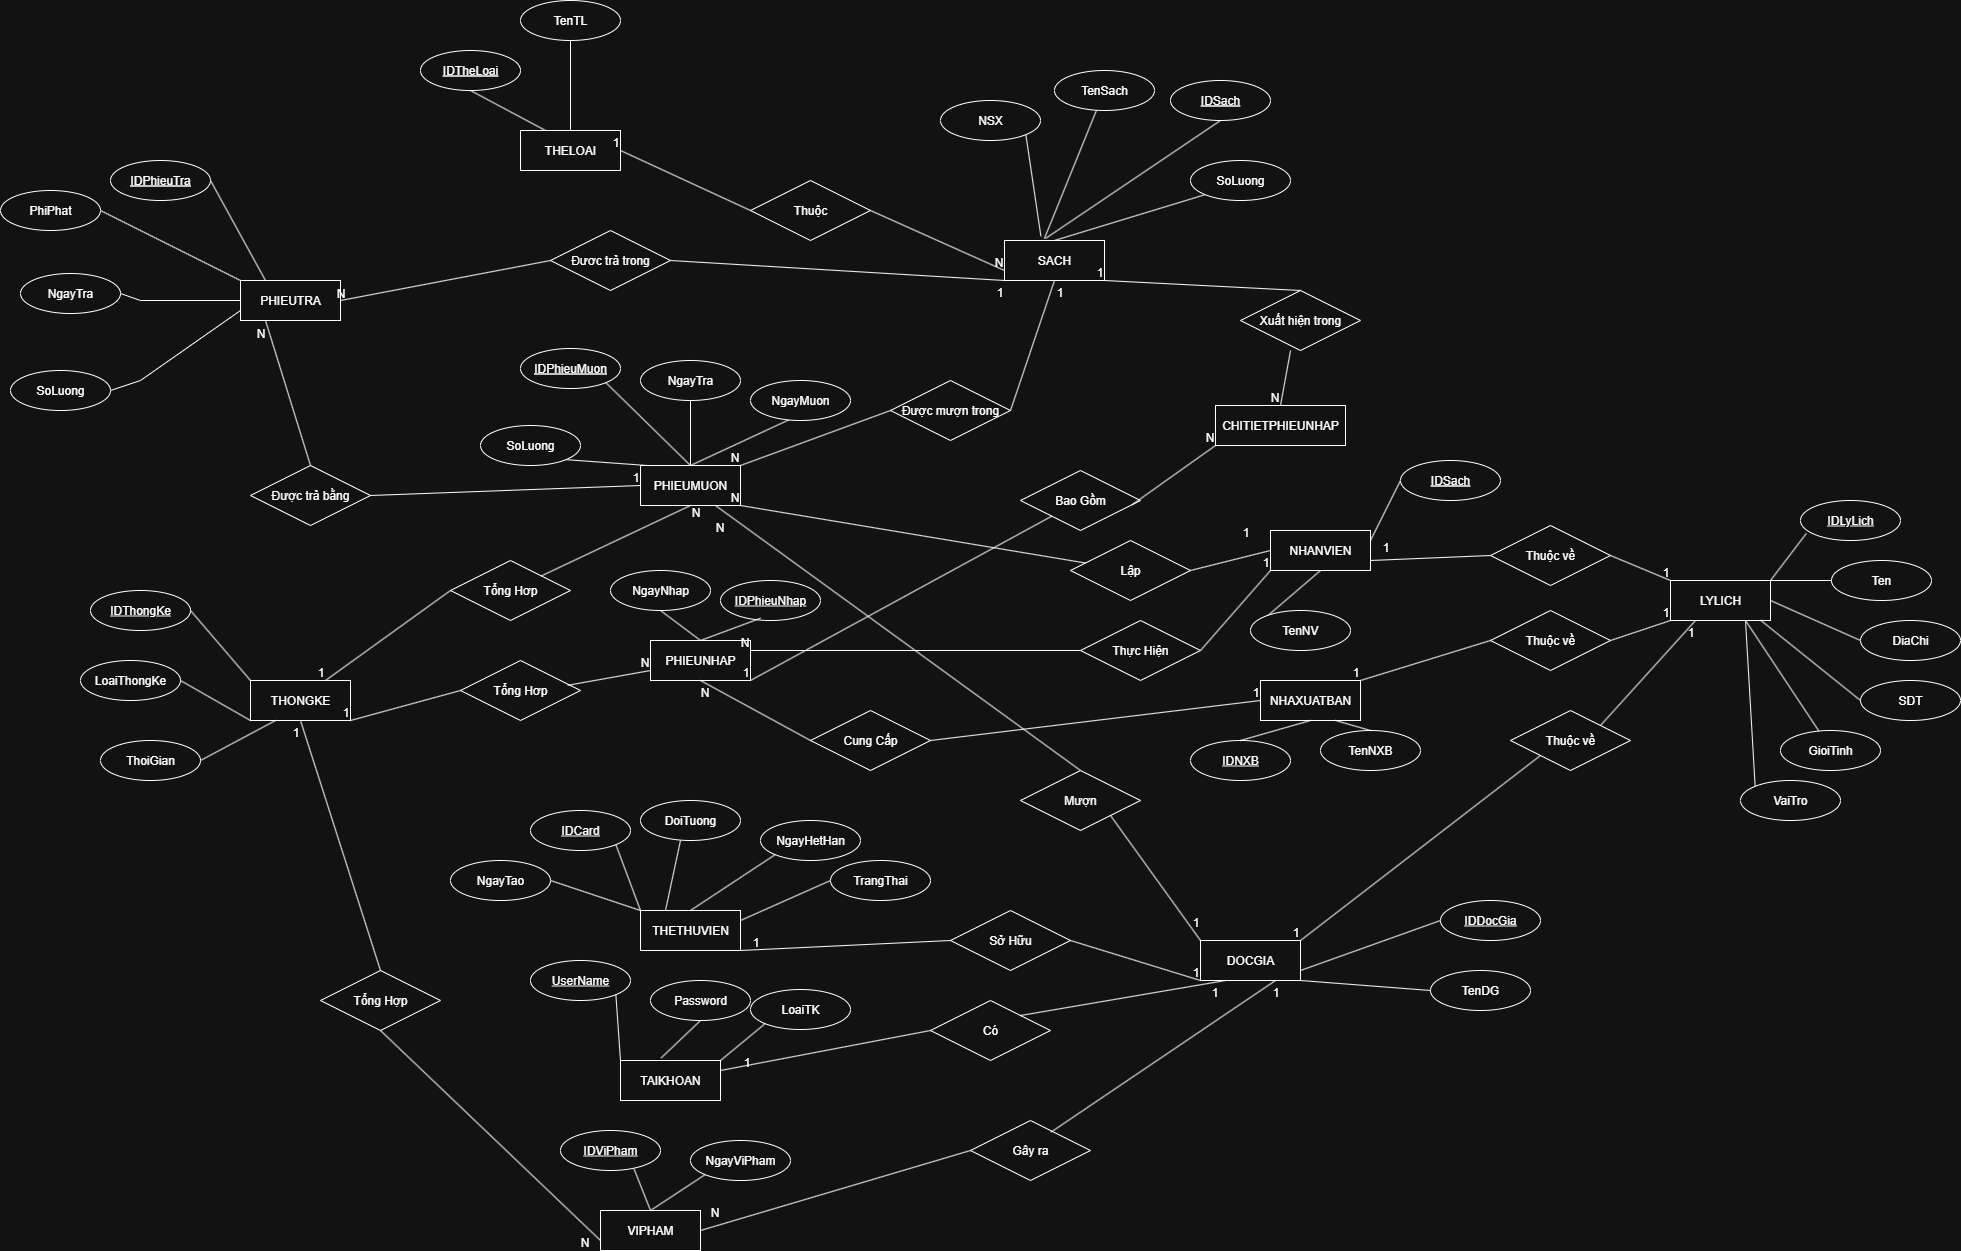 TenTL
IDTheLoai
TenSach
IDSach
NSX
THELOAI
1
IDPhieuTra
SoLuong
PhiPhat
Thuộc
Được trả trong
SACH
N
1
NgayTra
PHIEUTRA
N
1
1
Xuất hiện trong
N
IDPhieuMuon
NgayTra
SoLuong
NgayMuon
Được mượn trong
N
CHITIETPHIEUNHAP
SoLuong
N
N
1
PHIEUMUON
IDSach
Được trả bằng
N
Bao Gồm
N
N
IDLyLich
1
NHANVIEN
1
Thuộc về
1
Lập
1
Tổng Hợp
NgayNhap
IDPhieuNhap
Ten
LYLICH
IDThongKe
1
TenNV
1
Thuộc về
DiaChi
N
PHIEUNHAP
Thực Hiện
N
1
1
1
LoaiThongKe
Tổng Hợp
N
THONGKE
1
1
NHAXUATBAN
SDT
1
Cung Cấp
Thuộc về
ThoiGian
IDNXB
TenNXB
GioiTinh
Mượn
VaiTro
IDCard
DoiTuong
NgayHetHan
NgayTao
TrangThai
THETHUVIEN
1
Sở Hữu
1
1
IDDocGia
DOCGIA
1
UserName
Password
LoaiTK
1
1
TenDG
Tổng Hợp
Có
TAIKHOAN
1
IDViPham
NgayViPham
Gây ra
N
VIPHAM
N